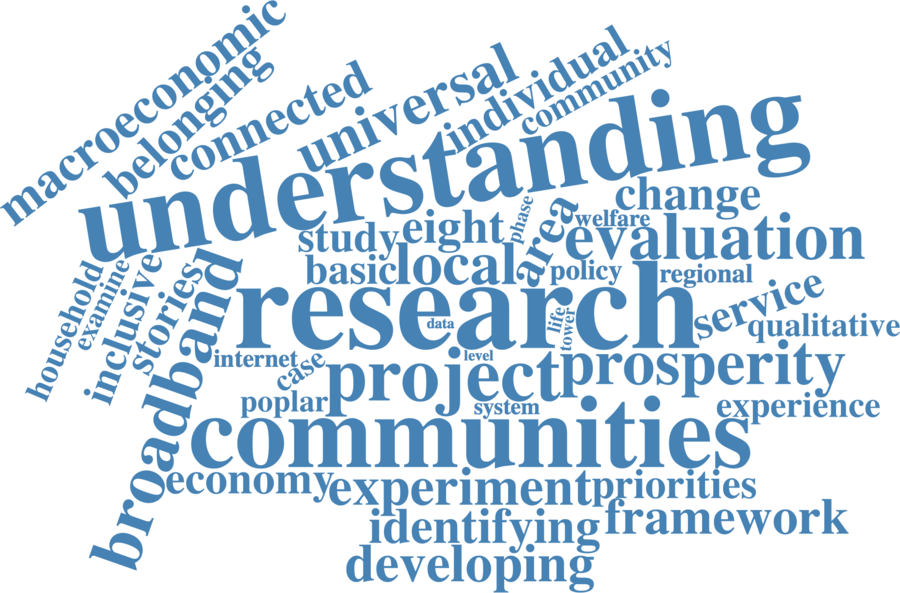 macroeconomic
belonging
connected
universal
individual
community
understanding
change
study
eight
phase
area
welfare
evaluation
basic
local
policy
regional
household
examine
inclusive
stories
broadband
research
data
life
tower
service
qualitative
internet
case
level
project
prosperity
poplar
system
experience
communities
economy
experiment
priorities
identifying
framework
developing